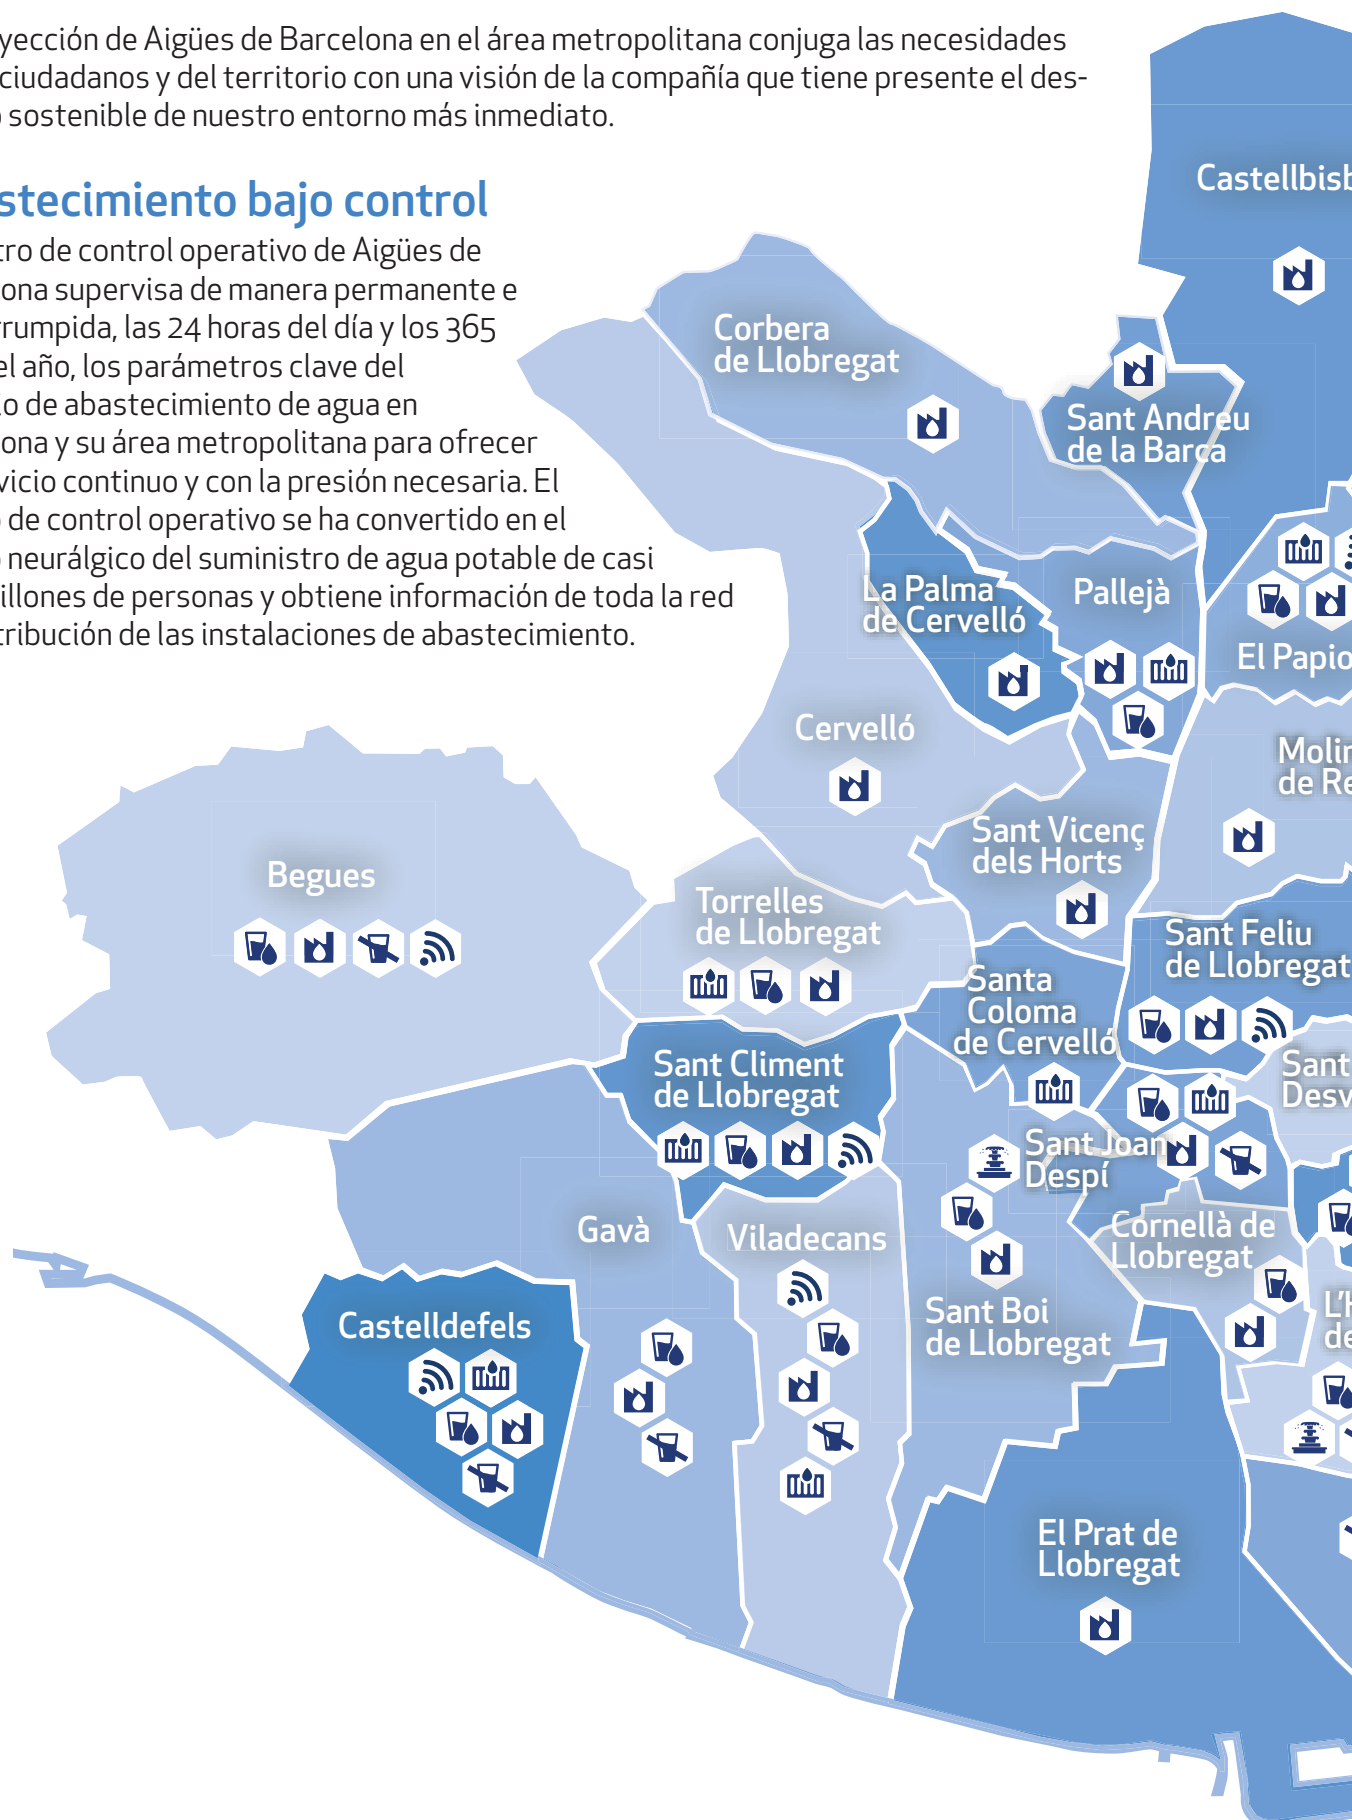 yección de Aigües de Barcelona en el área metropolitana conjuga las necesidades
ciudadanos y del territorio con una visión de la compañía que tiene presente el des-
o sostenible de nuestro entorno más inmediato.
stecimiento bajo control
tro de control operativo de Aigües de
ona supervisa de manera permanente e
rrumpida, las 24 horas del día y los 365
el año, los parámetros clave del
io de abastecimiento de agua en
ona y su área metropolitana para ofrecer
vicio continuo y con la presión necesaria. El
o de control operativo se ha convertido en el
o neurálgico del suministro de agua potable de casi
illones de personas y obtiene información de toda la red
tribución de las instalaciones de abastecimiento.
Castellbisb
Corbera
de Llobregat
Sant Andreu
de la Barca
La Palma
de Cervelló
Pallejà
El Papio
Cervelló
Molin
de Re
Sant Vicenç
dels Horts
Begues
Torrelles
de Llobregat
Sant Feliu
de Llobregat
Santa
Coloma
de Cervelló
Sant Climent
de Llobregat
Sant
Desv
Sant Joan
Despí
Gavà
Viladecans
Cornellà de
Llobregat
Castelldefels
Sant Boi
de Llobregat
L'H
de
El Prat de
Llobregat